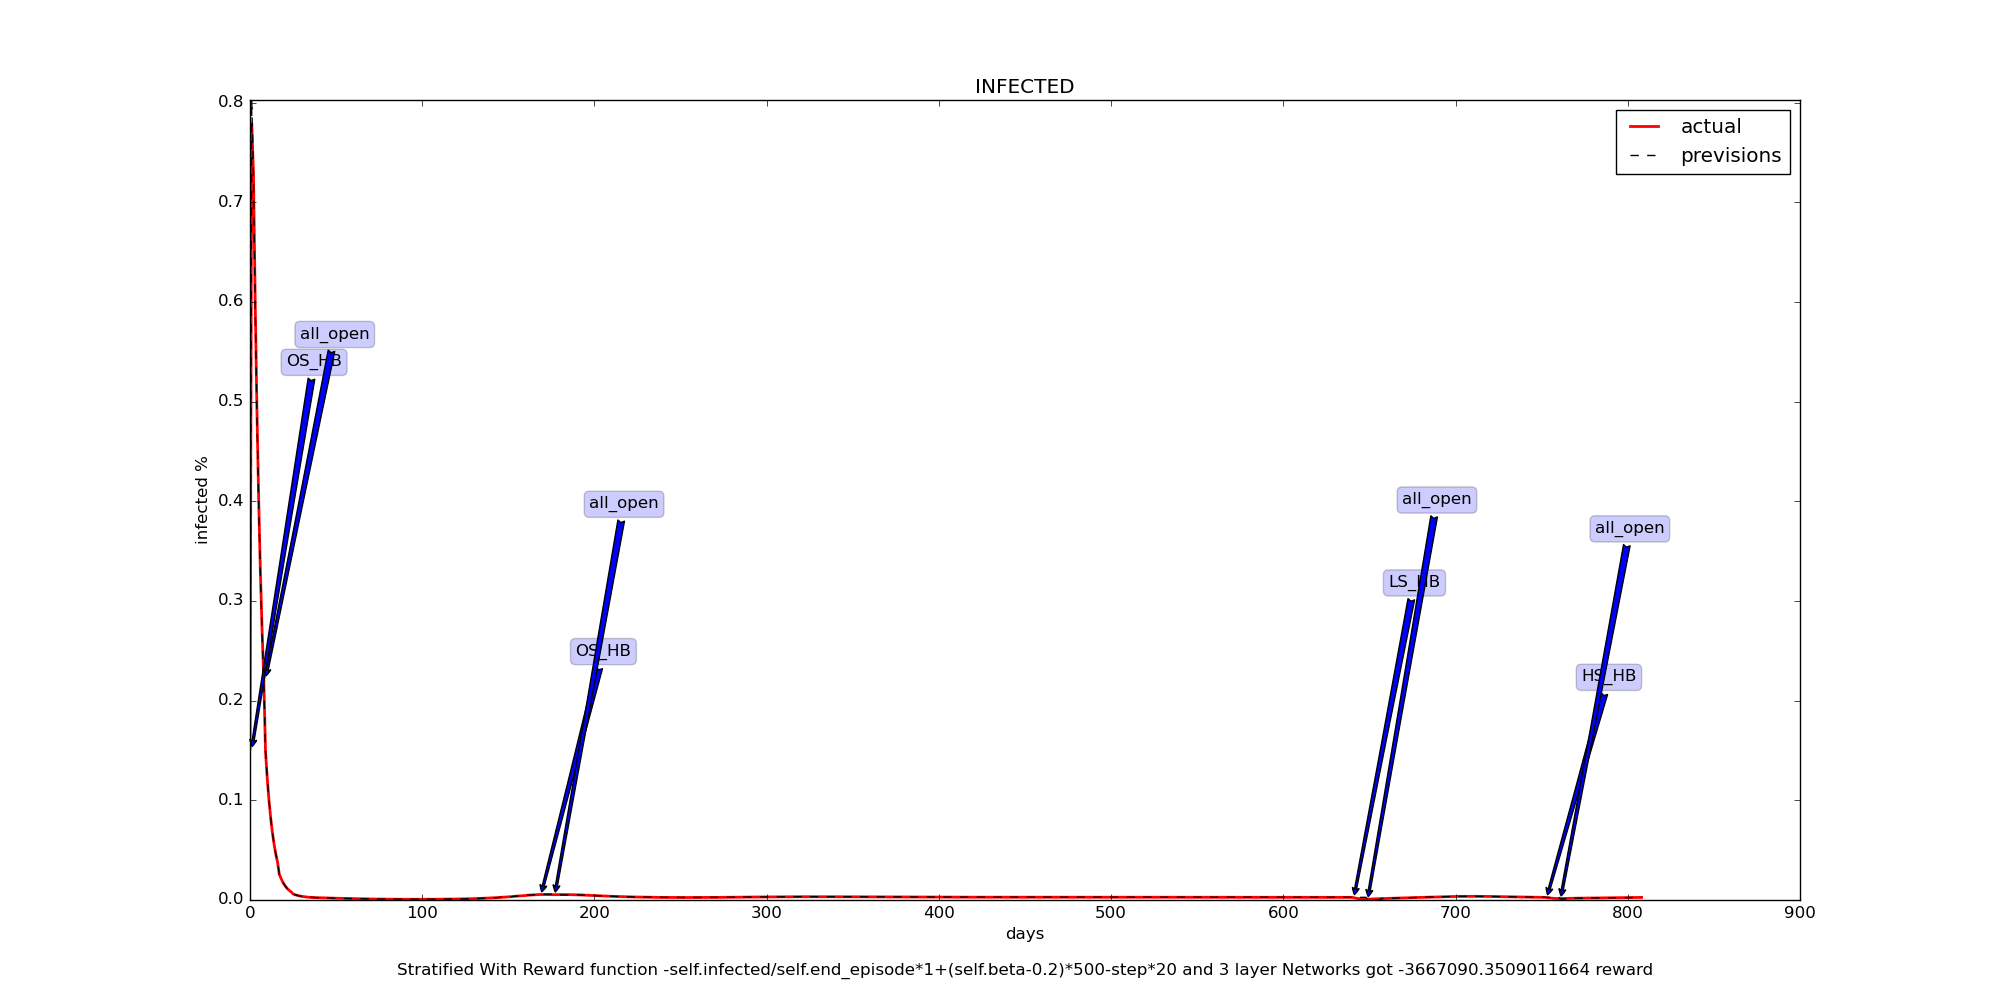 INFECTED
actual
previsions
0.8
0.7
0.6
0.5
0.4
0.3
0.2
0.1
0.0
infected %
all_open
OS_HB
all_open
OS_HB
all_open
LS_HB
all_open
HS_HB
0 100 200 300 400 500 600 700 800 900
days
Stratified With Reward function -self.infected/self.end_episode*1+(self.beta-0.2)*500-step*20 and 3 layer Networks got -3667090.3509011664 reward